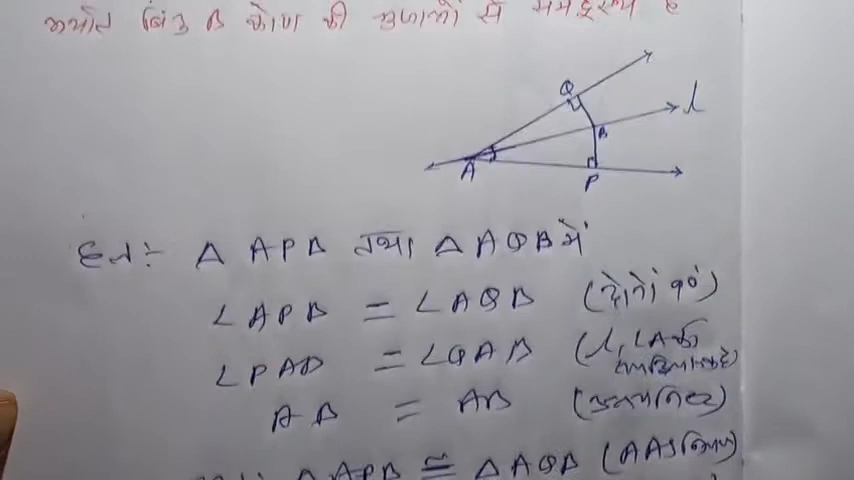 अर्थात बिंदु B कोण की भुजाओं से समदूरस्थ है
Q
l
B
A
P
हल :- Δ APB तथा Δ AQB में
∠APB = ∠AQB (दोनों 90°)
∠PAB = ∠QAB (l, ∠A का समद्विभाजक है)
AB = AB (उभयनिष्ठ)
Δ APB ≅ Δ AQB (AAS नियम)